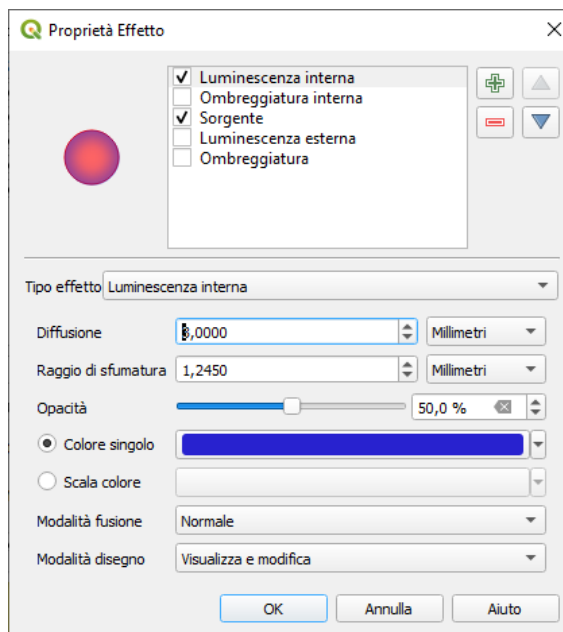 Proprietà Effetto
Luminescenza interna
Ombreggiatura interna
Sorgente
Luminescenza esterna
Ombreggiatura
Tipo effetto Luminescenza interna
Diffusione ,0000 Millimetri
Raggio di sfumatura 1,2450 Millimetri
Opacità 50,0 %
Colore singolo
Scala colore
Modalità fusione Normale
Modalità disegno Visualizza e modifica
OK Annulla Aiuto